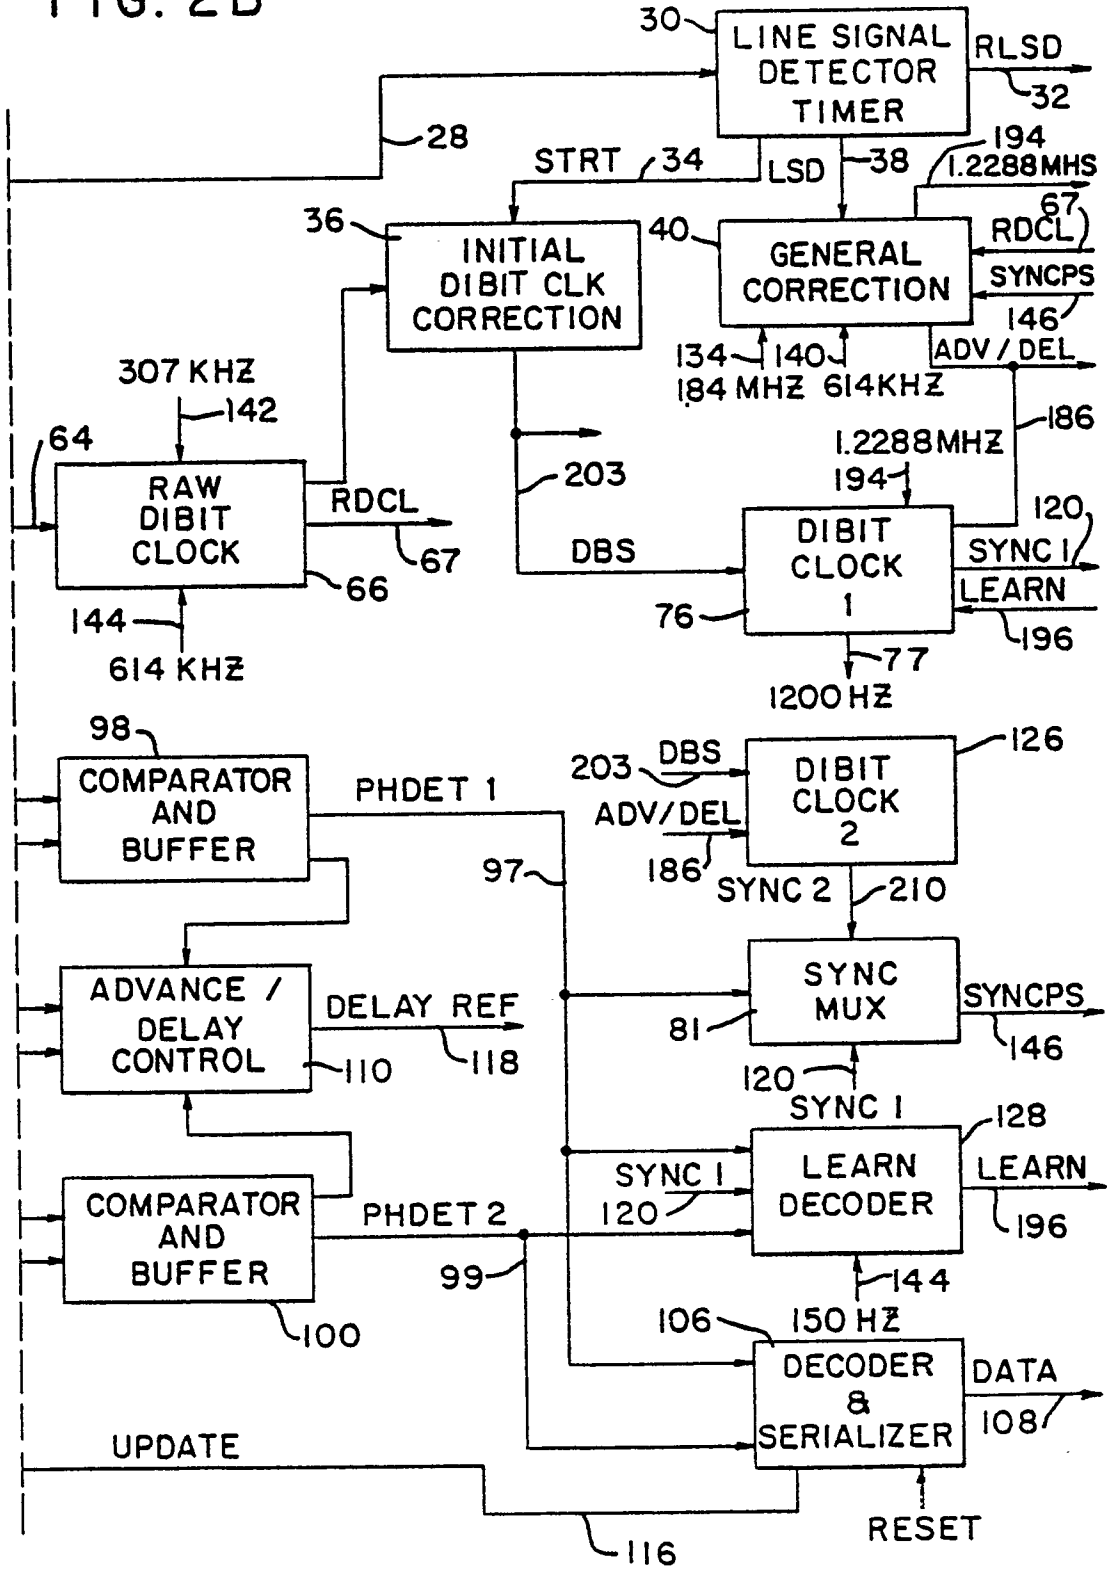 FIG. 2B
30
LINE SIGNAL
DETECTOR
TIMER
RLSD
32
28
STRT
34
LSD
38
194
1.2288MHS
36
INITIAL
DIBIT CLK
CORRECTION
40
GENERAL
CORRECTION
67
RDCL
SYNCPS
146
134
140
1.84 MHZ
614KHZ
ADV/DEL
186
307 KHZ
142
64
RAW
DIBIT
CLOCK
RDCL
67
66
144
614 KHZ
203
DBS
1.2288MHZ
194
DIBIT
CLOCK
1
76
120
SYNC 1
LEARN
196
77
1200 HZ
98
COMPARATOR
AND
BUFFER
PHDET 1
97
DBS
203
ADV/DEL
186
DIBIT
CLOCK
2
126
SYNC 2
210
ADVANCE /
DELAY
CONTROL
110
DELAY REF
118
SYNC
MUX
81
SYNCPS
146
120
SYNC 1
128
LEARN
DECODER
SYNC 1
120
LEARN
196
COMPARATOR
AND
BUFFER
100
PHDET 2
99
144
150 HZ
106
DECODER
&
SERIALIZER
DATA
108
UPDATE
116
RESET